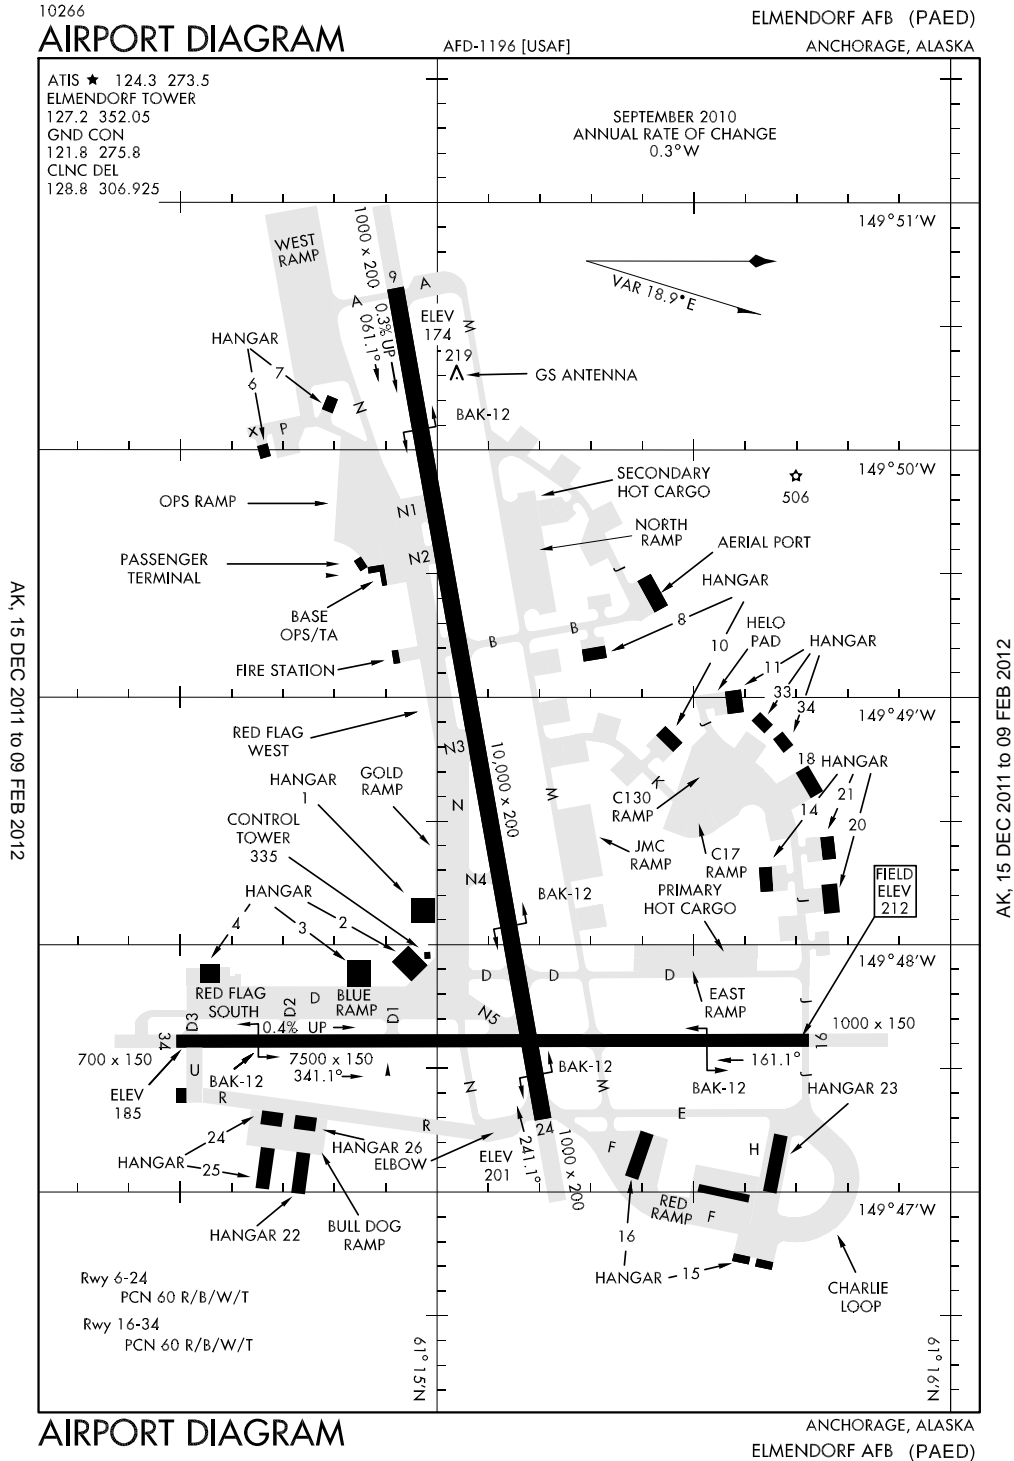 10266
AIRPORT DIAGRAM
AFD-1196 [USAF]
ELMENDORF AFB (PAED)
ANCHORAGE, ALASKA
ATIS ★ 124.3 273.5
ELMENDORF TOWER
127.2 352.05
GND CON
121.8 275.8
CLNC DEL
128.8 306.925
SEPTEMBER 2010
ANNUAL RATE OF CHANGE
0.3°W
149°51'W
WEST
RAMP
1000 x 200
VAR 18.9°E
9
A
A
0.3% UP
061.1°
ELEV
174
M
219
GS ANTENNA
HANGAR
7
6
N
BAK-12
X
P
149°50'W
SECONDARY
HOT CARGO
506
OPS RAMP
N1
NORTH
RAMP
AERIAL PORT
PASSENGER
TERMINAL
N2
J
HANGAR
BASE
OPS/TA
8
HELO
PAD
B
B
10
HANGAR
FIRE STATION
11
33
34
149°49'W
J
RED FLAG
WEST
N3
10,000 x 200
18
HANGAR
HANGAR
1
GOLD
RAMP
K
C130
RAMP
M
21
14
20
N
CONTROL
TOWER
335
JMC
RAMP
C17
RAMP
N4
FIELD
ELEV
212
HANGAR
BAK-12
PRIMARY
HOT CARGO
J
4
3
2
149°48'W
D
D
D
RED FLAG
SOUTH
D2
D
BLUE
RAMP
EAST
RAMP
J
D3
D1
N5
0.4% UP
1000 x 150
34
16
700 x 150
7500 x 150
341.1°
161.1°
U
BAK-12
BAK-12
BAK-12
J
HANGAR 23
ELEV
185
R
N
M
E
R
24
24
HANGAR 26
ELBOW
ELEV
201
241.1°
1000 x 200
F
H
HANGAR
25
RED
RAMP
F
149°47'W
HANGAR 22
BULL DOG
RAMP
16
HANGAR
15
CHARLIE
LOOP
Rwy 6-24
PCN 60 R/B/W/T
Rwy 16-34
PCN 60 R/B/W/T
61°15'N
61°16'N
AK, 15 DEC 2011 to 09 FEB 2012
AK, 15 DEC 2011 to 09 FEB 2012
AIRPORT DIAGRAM
ANCHORAGE, ALASKA
ELMENDORF AFB (PAED)